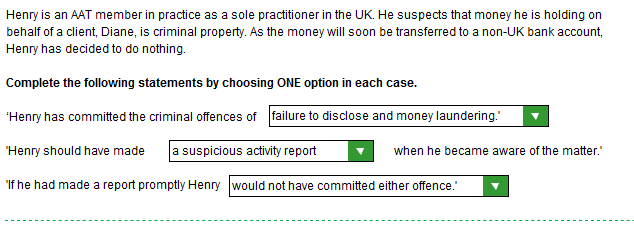 Henry is an AAT member in practice as a sole practitioner in the UK. He suspects that money he is holding on
behalf of a client, Diane, is criminal property. As the money will soon be transferred to a non-UK bank account,
Henry has decided to do nothing.
Complete the following statements by choosing ONE option in each case.
'Henry has committed the criminal offences of failure to disclose and money laundering.'
'Henry should have made a suspicious activity report when he became aware of the matter.'
'If he had made a report promptly Henry would not have committed either offence.'